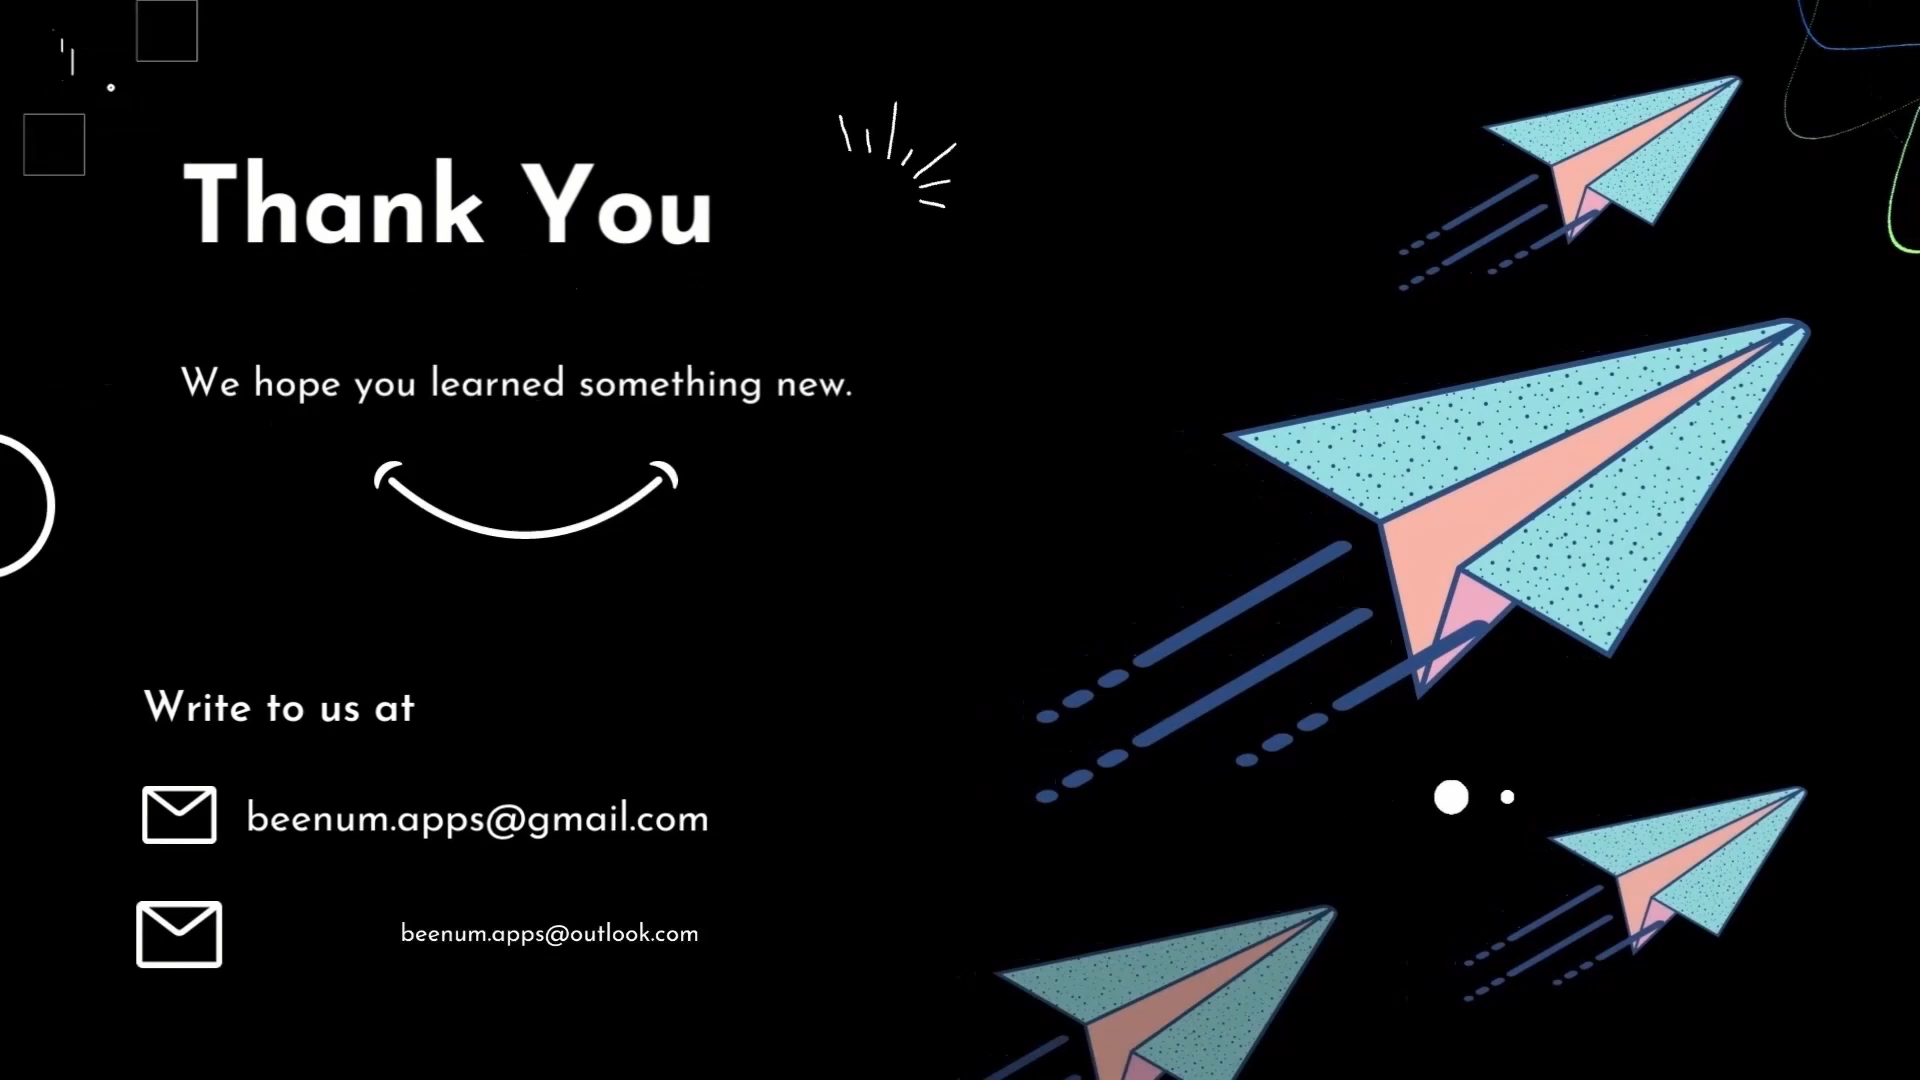 Thank You
We hope you learned something new.
Write to us at
beenum.apps@gmail.com
beenum.apps@outlook.com